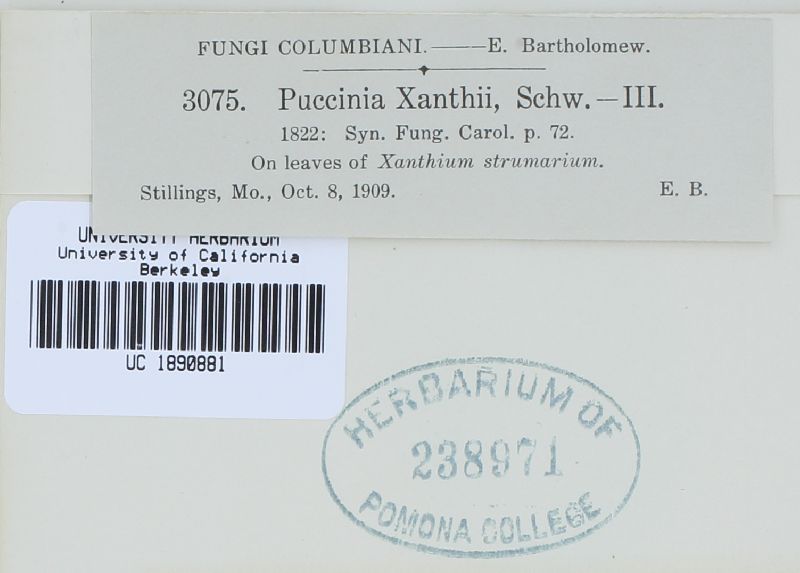 FUNGI COLUMBIANI.——E. Bartholomew.
3075. Puccinia Xanthii, Schw.—III.
1822: Syn. Fung. Carol. p. 72.
On leaves of Xanthium strumarium.
Stillings, Mo., Oct. 8, 1909. E. B.
UNIVERSITY HERBARIUM
University of California
Berkeley
UC 1890881
HERBARIUM OF
238971
POMONA COLLEGE